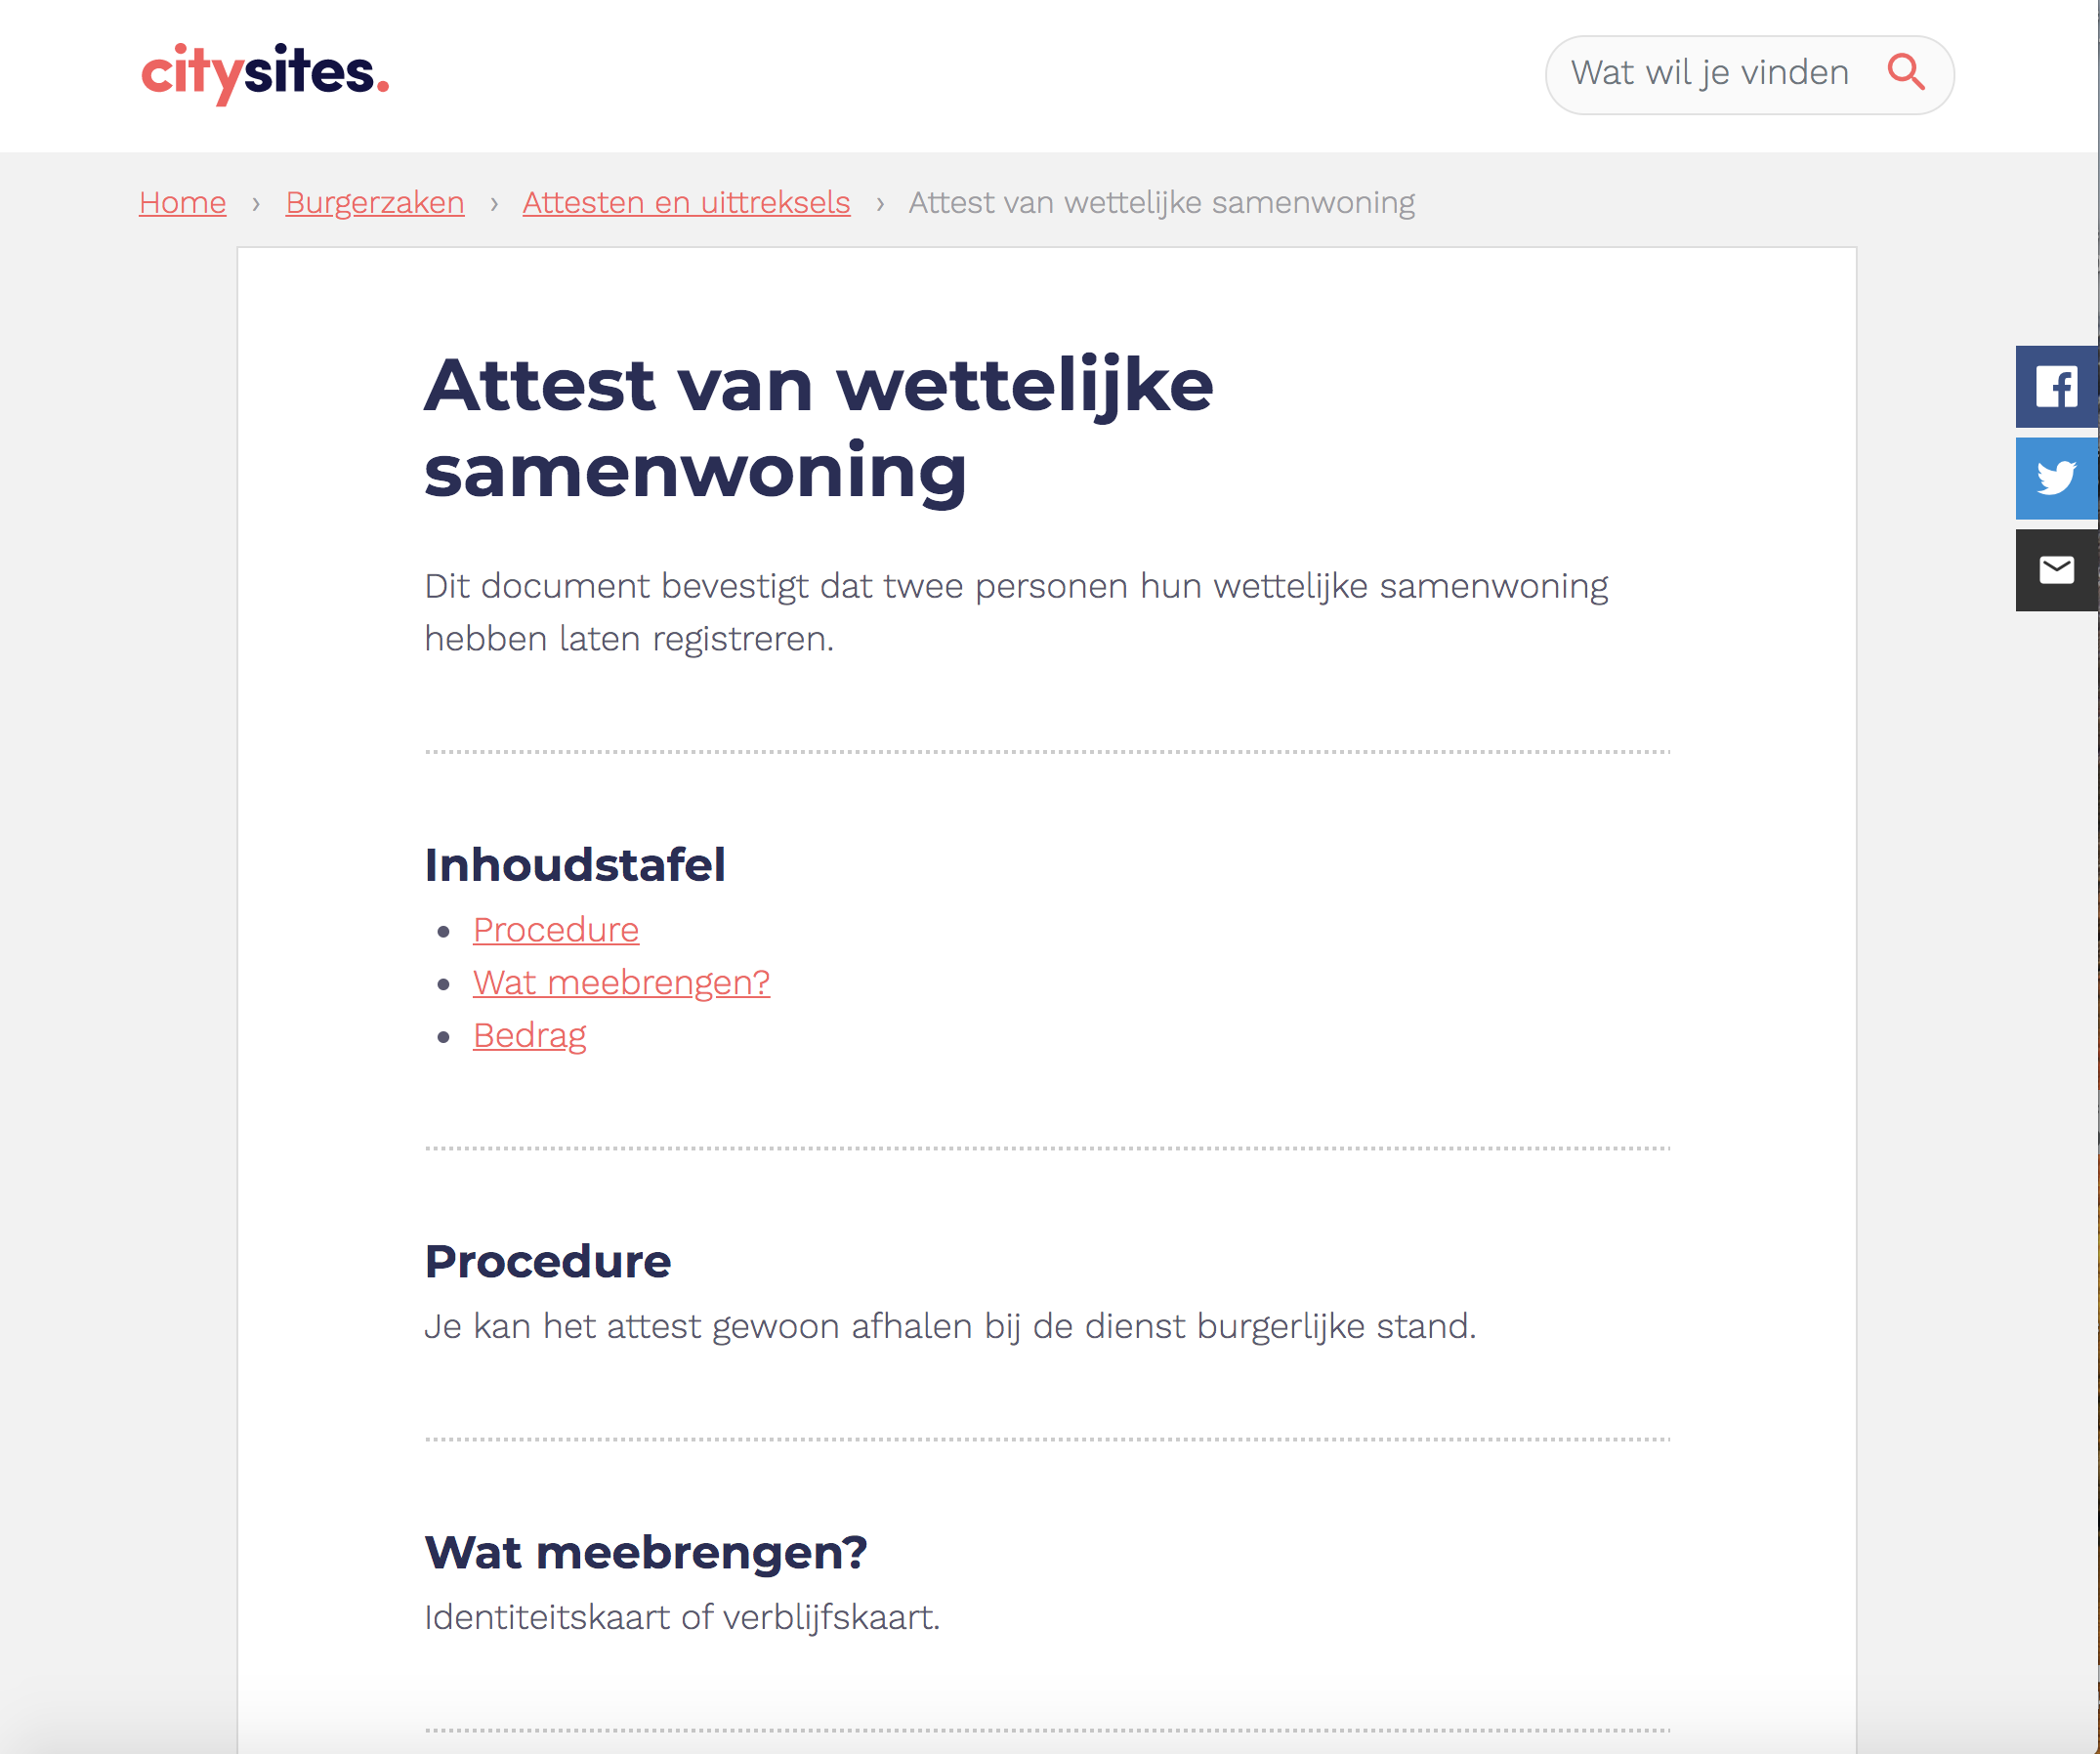 citysites.
Wat wil je vinden
Home › Burgerzaken › Attesten en uittreksels › Attest van wettelijke samenwoning
Attest van wettelijke
samenwoning
Dit document bevestigt dat twee personen hun wettelijke samenwoning
hebben laten registreren.
Inhoudstafel
Procedure
Wat meebrengen?
Bedrag
Procedure
Je kan het attest gewoon afhalen bij de dienst burgerlijke stand.
Wat meebrengen?
Identiteitskaart of verblijfskaart.